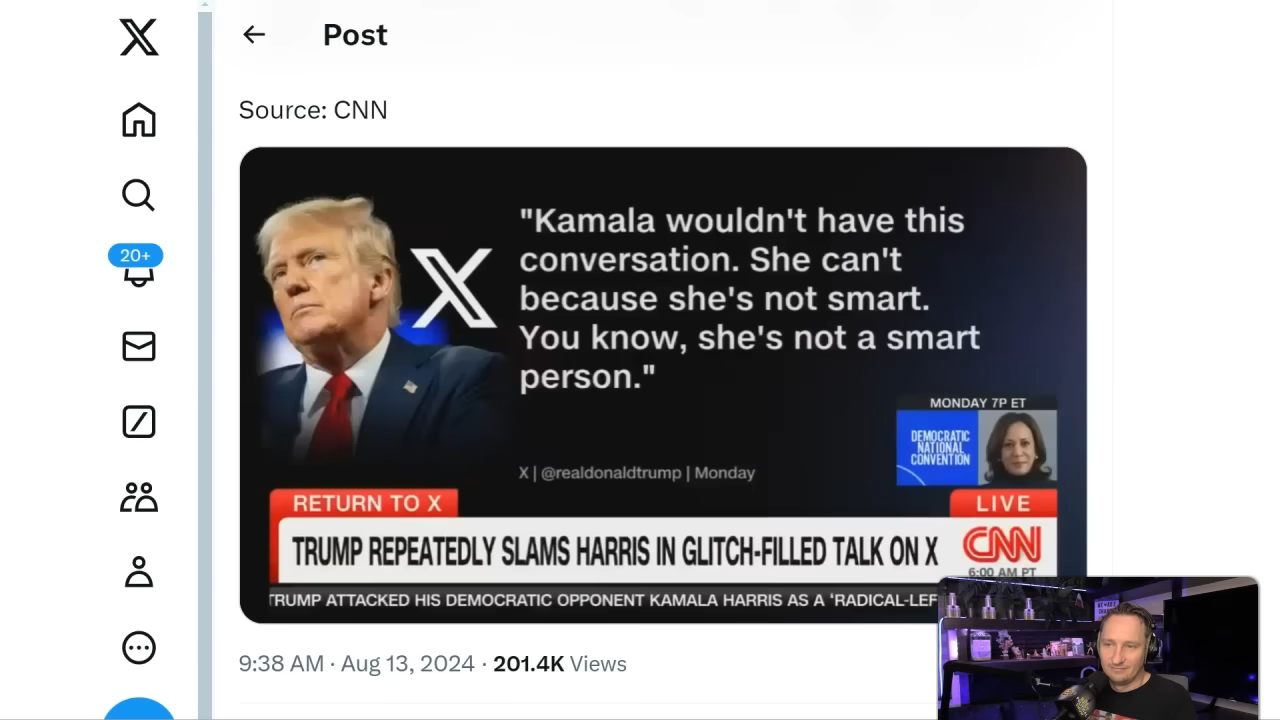 Post
Source: CNN
20+
X
"Kamala wouldn't have this
conversation. She can't
because she's not smart.
You know, she's not a smart
person."
MONDAY 7P ET
DEMOCRATIC
NATIONAL
CONVENTION
X | @realdonaldtrump | Monday
RETURN TO X
LIVE
TRUMP REPEATEDLY SLAMS HARRIS IN GLITCH-FILLED TALK ON X
CNN
6:00 AM PT
TRUMP ATTACKED HIS DEMOCRATIC OPPONENT KAMALA HARRIS AS A 'RADICAL-LEF
9:38 AM · Aug 13, 2024 · 201.4K Views